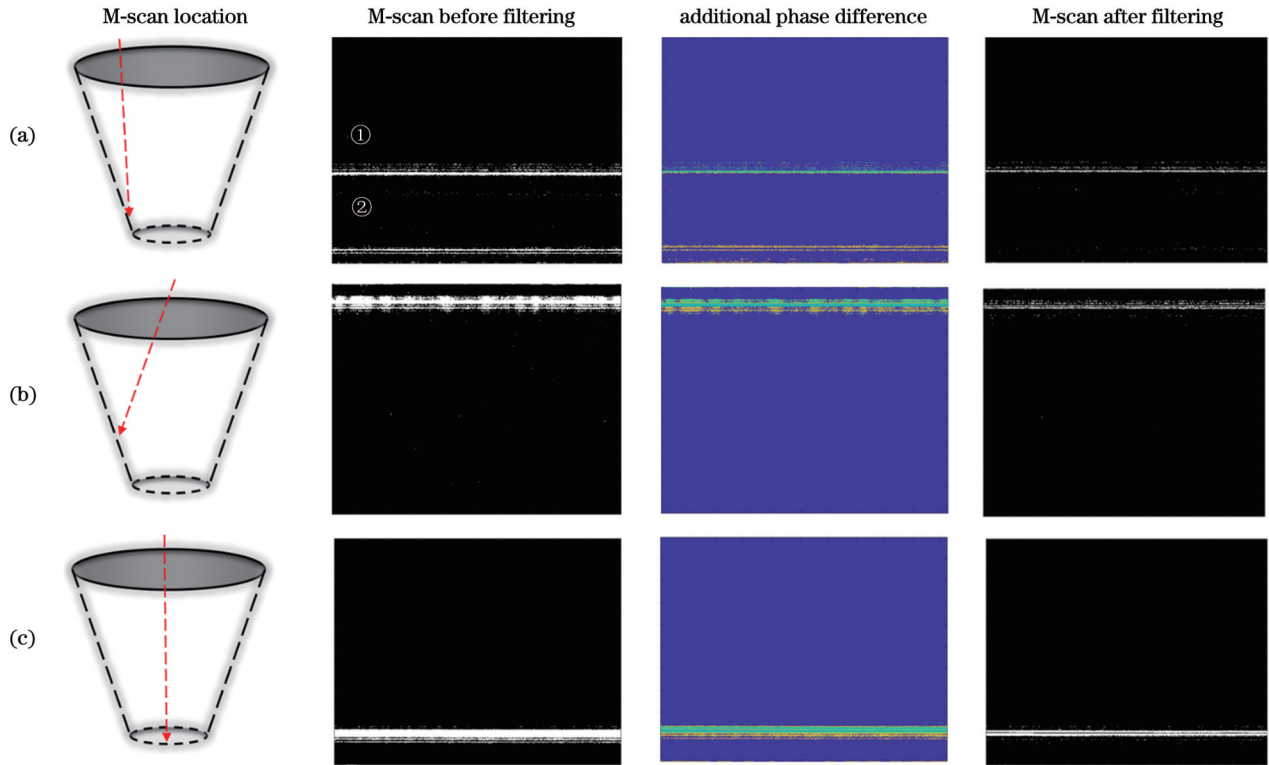 M-scan location M-scan before filtering additional phase difference M-scan after filtering
(a)
①
②
(b)
(c)